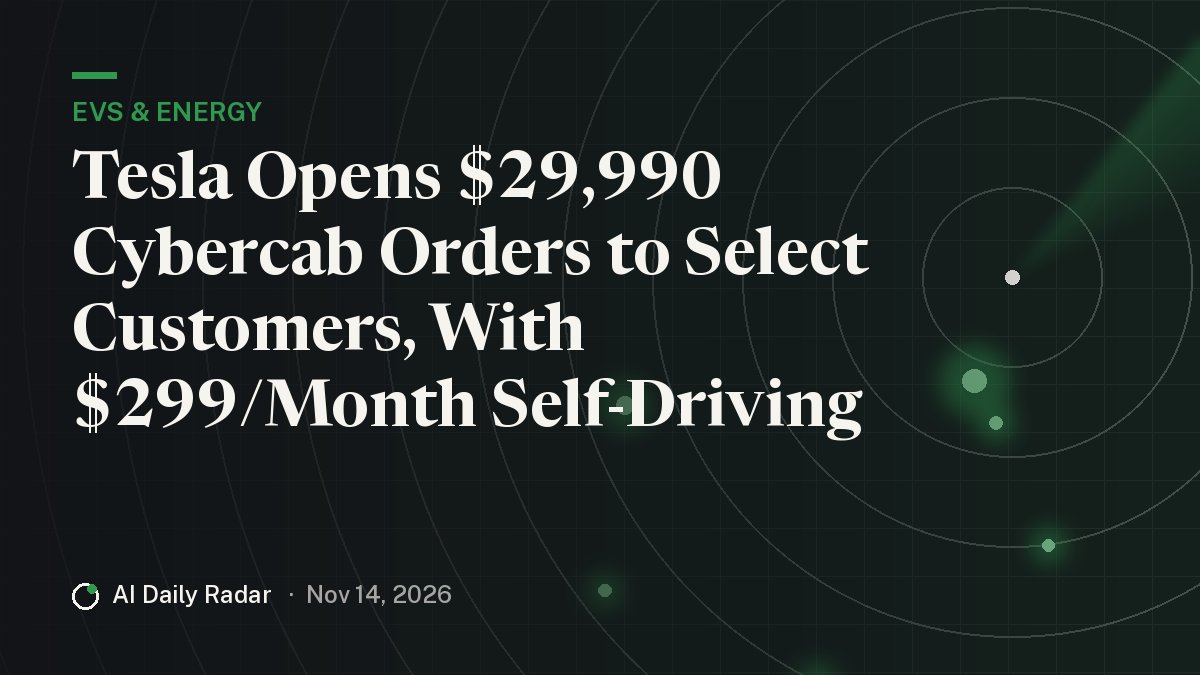 EVS & ENERGY
Tesla Opens $29,990
Cybercab Orders to Select
Customers, With
$299/Month Self-Driving
AI Daily Radar · Nov 14, 2026